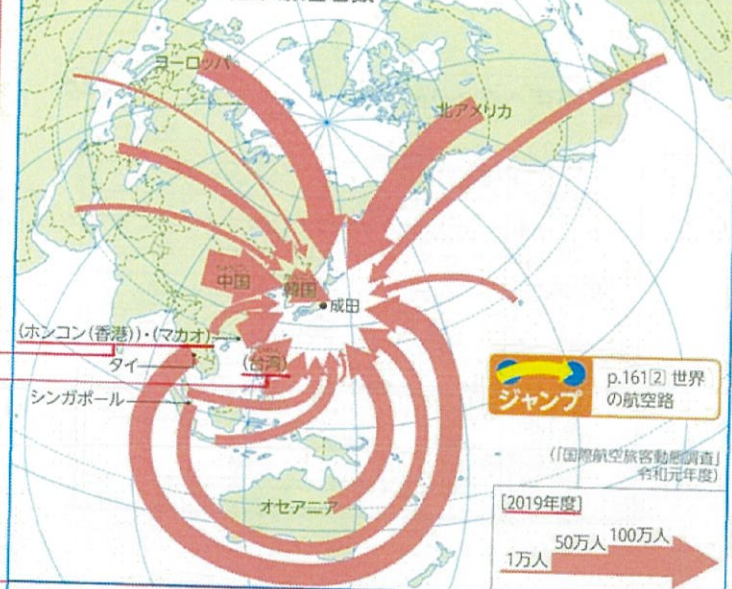 ヨーロッパ
北アメリカ
中国
韓国
成田
(ホンコン(香港))・(マカオ)
タイ
(台湾)
シンガポール
オセアニア
ジャンプ
p.161② 世界
の航空路
(「国際航空旅客動態調査」
令和元年度)
[2019年度]
1万人
50万人
100万人